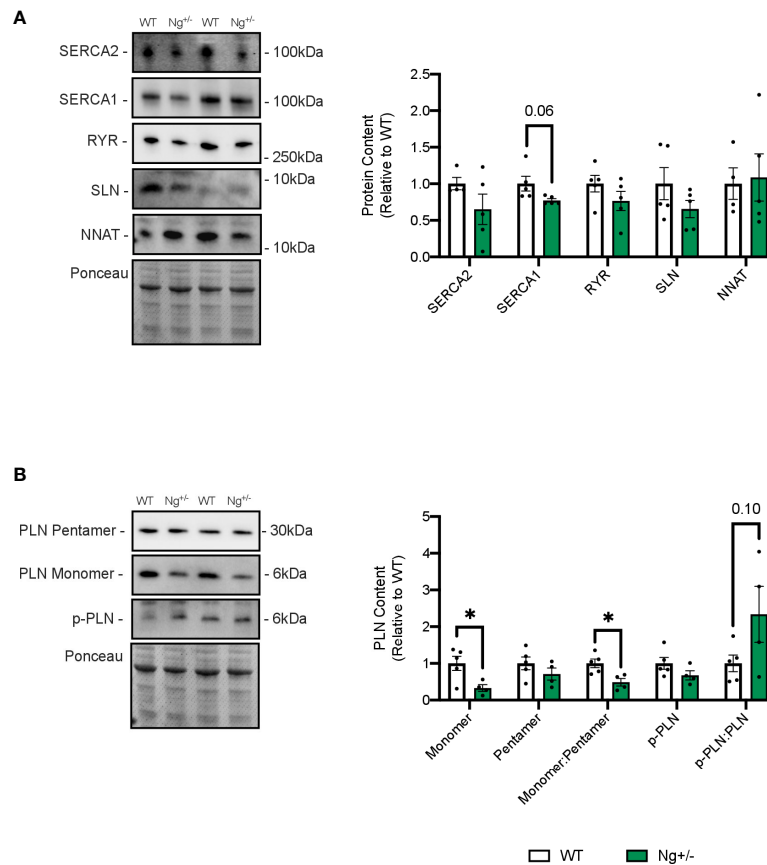 A
WT Ng+/- WT Ng+/-
SERCA2 - - 100kDa
SERCA1 - - 100kDa
RYR - - 250kDa
SLN - - 10kDa
NNAT - - 10kDa
Ponceau
Protein Content
(Relative to WT)
2.5
2.0
1.5
1.0
0.5
0.0
0.06
SERCA2 SERCA1 RYR SLN NNAT
B
WT Ng+/- WT Ng+/-
PLN Pentamer - - 30kDa
PLN Monomer - - 6kDa
p-PLN - - 6kDa
Ponceau
PLN Content
(Relative to WT)
5
4
3
2
1
0
* * 0.10
Monomer Pentamer Monomer:Pentamer p-PLN p-PLN:PLN
WT Ng+/-